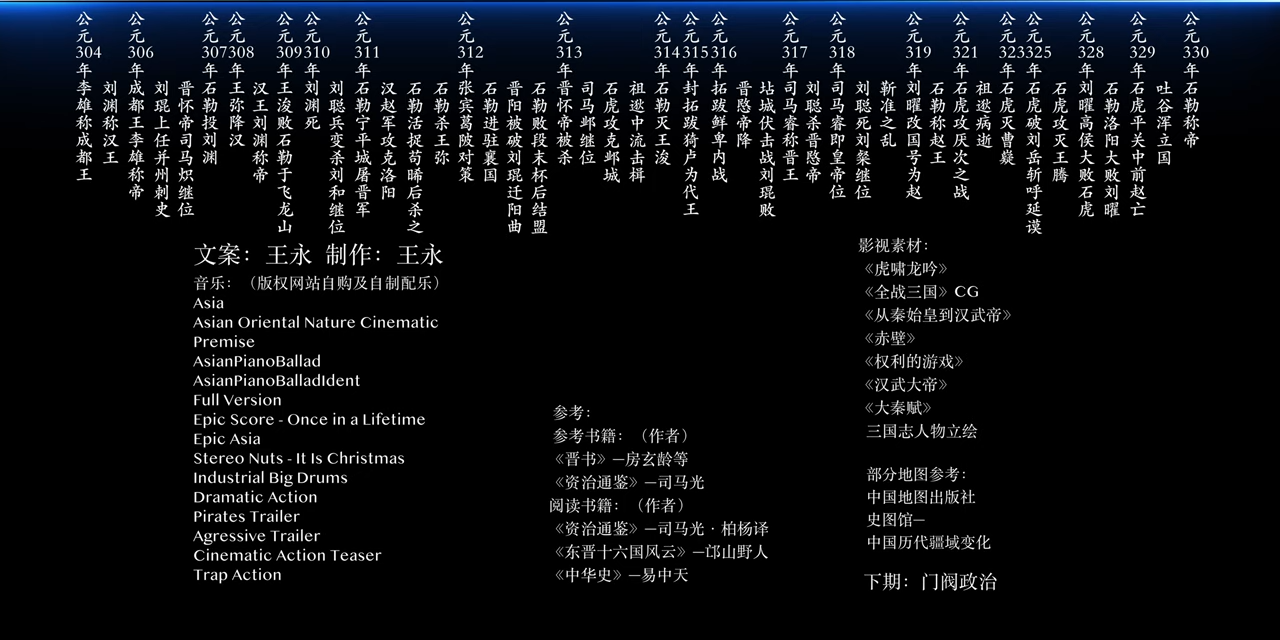 公元304年李雄称成都王
刘渊称汉王
公元306年成都王李雄称帝
刘琨上任并州刺史
晋怀帝司马炽继位
公元307年石勒投刘渊
公元308年王弥降汉
汉王刘渊称帝
公元309年王浚败石勒于飞龙山
公元310年刘渊死
刘聪兵变杀刘和继位
公元311年石勒宁平城屠晋军
汉赵军攻克洛阳
石勒活捉苟晞后杀之
石勒杀王弥
公元312年张宾葛陂对策
石勒进驻襄国
晋阳被破刘琨迁阳曲
石勒败段末杯后结盟
公元313年晋怀帝被杀
司马邺继位
石虎攻克邺城
祖逖中流击楫
公元314年石勒灭王浚
公元315年封拓跋猗卢为代王
公元316年拓跋鲜卑内战
晋愍帝降
坫城伏击战刘琨败
公元317年司马睿称晋王
刘聪杀晋愍帝
公元318年司马睿即皇帝位
刘聪死刘粲继位
靳准之乱
公元319年刘曜改国号为赵
石勒称赵王
公元321年石虎攻厌次之战
祖逖病逝
公元323年石虎灭曹嶷
公元325年石虎破刘岳斩呼延谟
石虎灭王腾
公元328年刘曜高侯大败石虎
石勒洛阳大败刘曜
公元329年石虎平关中前赵亡
吐谷浑立国
公元330年石勒称帝
文案：王永 制作：王永
音乐：（版权网站自购及自制配乐）
Asia
Asian Oriental Nature Cinematic
Premise
AsianPianoBallad
AsianPianoBalladIdent
Full Version
Epic Score - Once in a Lifetime
Epic Asia
Stereo Nuts - It Is Christmas
Industrial Big Drums
Dramatic Action
Pirates Trailer
Agressive Trailer
Cinematic Action Teaser
Trap Action
参考：
参考书籍：（作者）
《晋书》—房玄龄等
《资治通鉴》—司马光
阅读书籍：（作者）
《资治通鉴》—司马光·柏杨译
《东晋十六国风云》—邙山野人
《中华史》—易中天
影视素材：
《虎啸龙吟》
《全战三国》CG
《从秦始皇到汉武帝》
《赤壁》
《权利的游戏》
《汉武大帝》
《大秦赋》
三国志人物立绘
部分地图参考：
中国地图出版社
史图馆—
中国历代疆域变化
下期：门阀政治